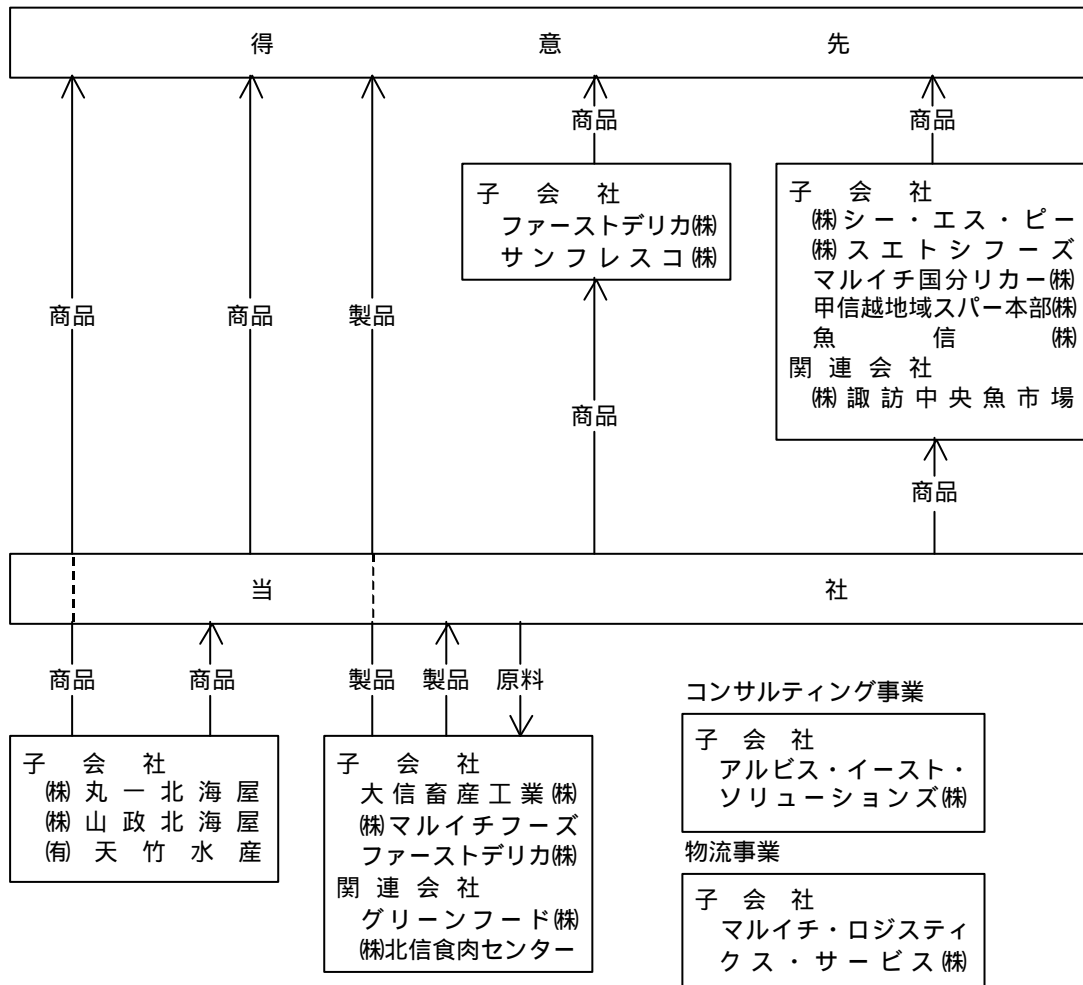 得意先
商品
商品
子会社
ファーストデリカ㈱
サンフレスコ㈱
子会社
㈱シー・エス・ピー
㈱スエトシフーズ
マルイチ国分リカー㈱
甲信越地域スパー本部㈱
魚信㈱
関連会社
㈱諏訪中央魚市場
商品
商品
製品
商品
商品
当社
商品
商品
製品
製品
原料
子会社
㈱丸一北海屋
㈱山政北海屋
㈲天竹水産
子会社
大信畜産工業㈱
㈱マルイチフーズ
ファーストデリカ㈱
関連会社
グリーンフード㈱
㈱北信食肉センター
コンサルティング事業
子会社
アルビス・イースト・
ソリューションズ㈱
物流事業
子会社
マルイチ・ロジスティ
クス・サービス㈱